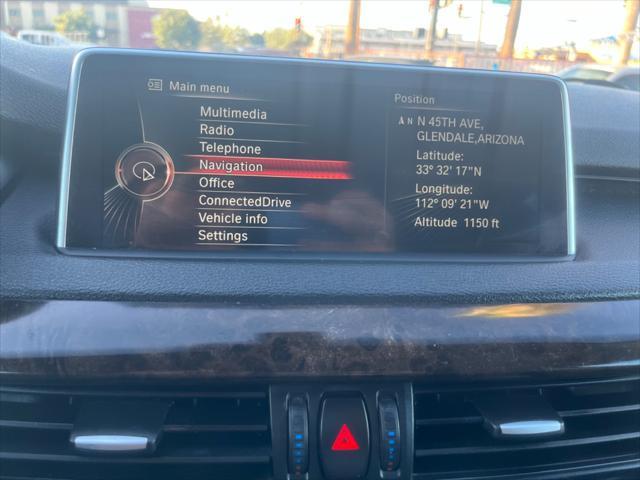 Main menu
Multimedia
Radio
Telephone
Navigation
Office
ConnectedDrive
Vehicle info
Settings
Position
N N 45TH AVE,
GLENDALE,ARIZONA
Latitude:
33° 32' 17"N
Longitude:
112° 09' 21"W
Altitude 1150 ft